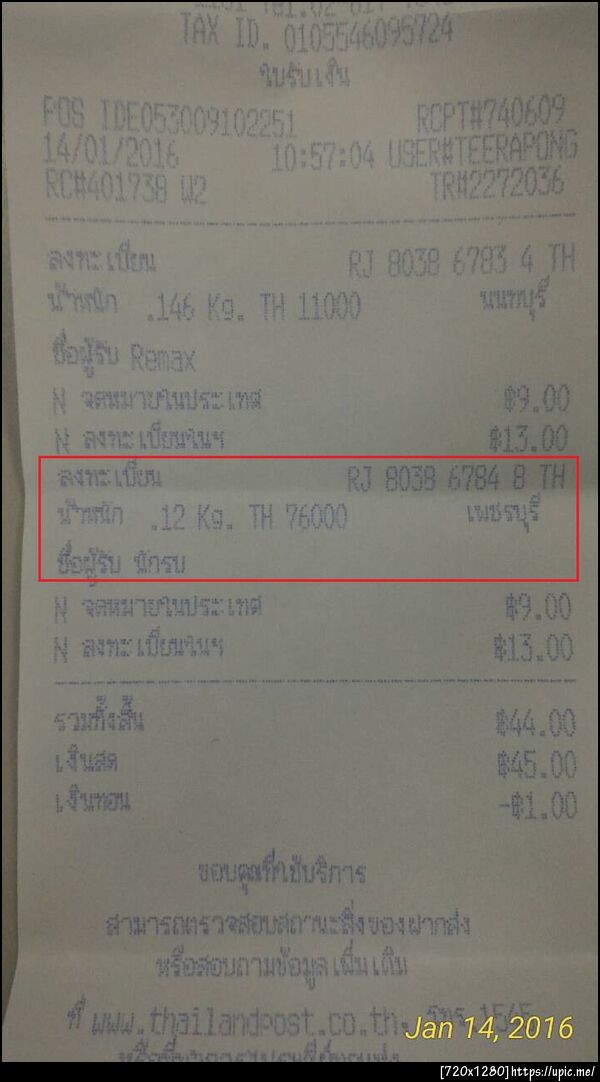 TAX ID. 0105546095724
ใบรับเงิน
POS IDE053009102251 RCPT#740609
14/01/2016 10:57:04 USER#TEERAPONG
RC#401738 W2 TR#2272036
ลงทะเบียน RJ 8038 6783 4 TH
น้ำหนัก .146 Kg. TH 11000 นนทบุรี
ชื่อผู้รับ Remax
N จดหมายในประเทศ ฿9.00
N ลงทะเบียนในฯ ฿13.00
ลงทะเบียน RJ 8038 6784 8 TH
น้ำหนัก .12 Kg. TH 76000 เพชรบุรี
ชื่อผู้รับ นักรบ
N จดหมายในประเทศ ฿9.00
N ลงทะเบียนในฯ ฿13.00
รวมทั้งสิ้น ฿44.00
เงินสด ฿45.00
เงินทอน -฿1.00
ขอบคุณที่ใช้บริการ
สามารถตรวจสอบสถานะสิ่งของฝากส่ง
หรือสอบถามข้อมูลเพิ่มเติม
ที่ www.thailandpost.co.th, โทร.1545
Jan 14, 2016
[720x1280]https://upic.me/